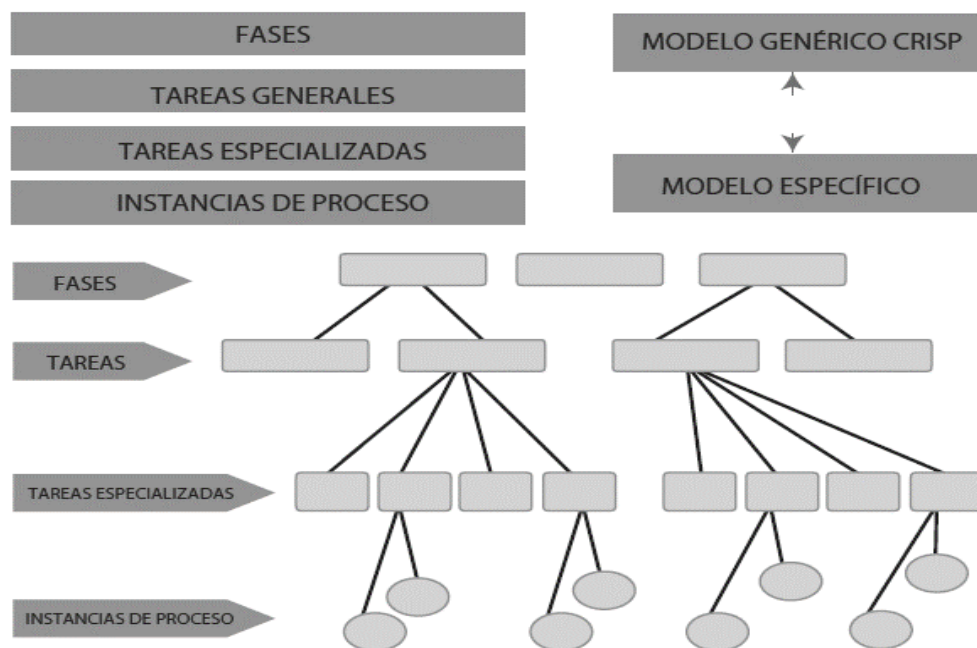 FASES
TAREAS GENERALES
TAREAS ESPECIALIZADAS
INSTANCIAS DE PROCESO
MODELO GENÉRICO CRISP
MODELO ESPECÍFICO
FASES
TAREAS
TAREAS ESPECIALIZADAS
INSTANCIAS DE PROCESO